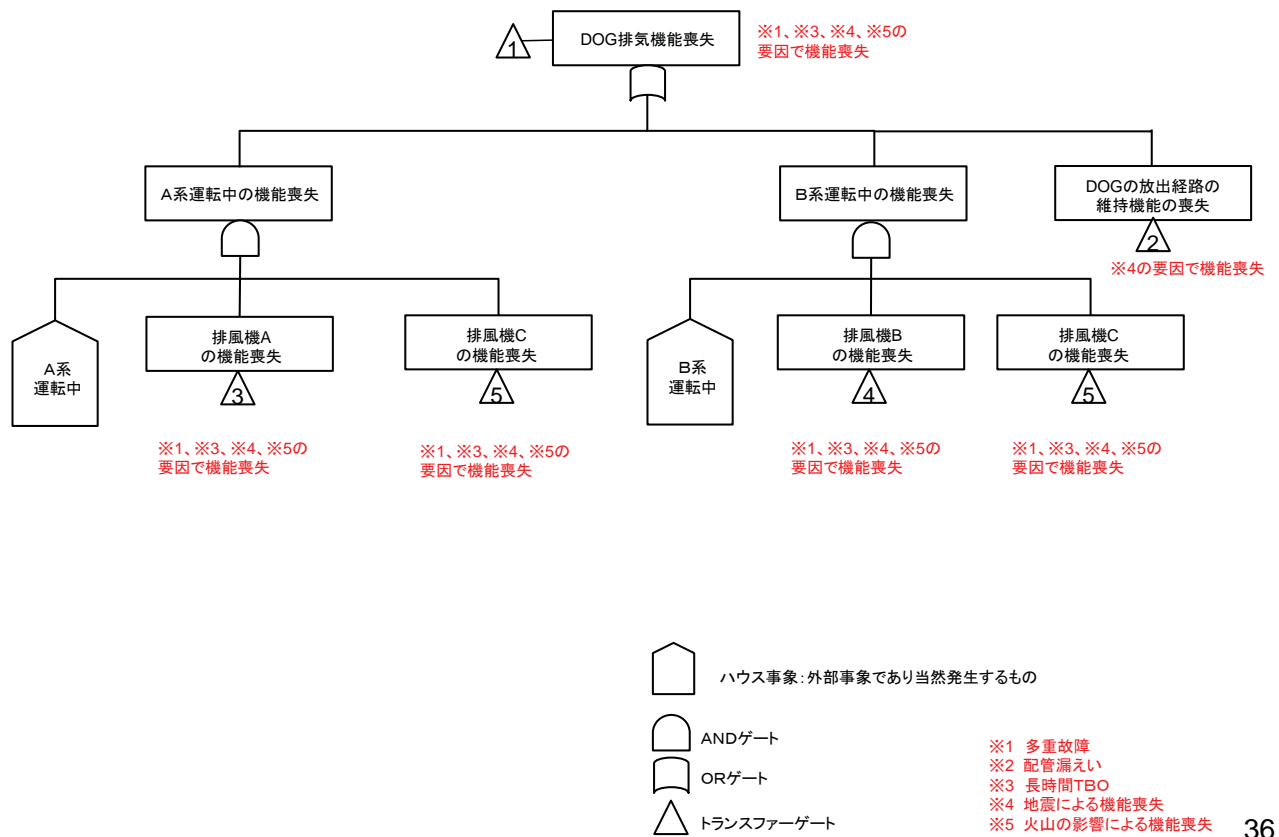 1
DOG排気機能喪失
※1、※3、※4、※5の
要因で機能喪失
A系運転中の機能喪失
B系運転中の機能喪失
DOGの放出経路の
維持機能の喪失
2
※4の要因で機能喪失
A系
運転中
排風機A
の機能喪失
3
※1、※3、※4、※5の
要因で機能喪失
排風機C
の機能喪失
5
※1、※3、※4、※5の
要因で機能喪失
B系
運転中
排風機B
の機能喪失
4
※1、※3、※4、※5の
要因で機能喪失
排風機C
の機能喪失
5
※1、※3、※4、※5の
要因で機能喪失
ハウス事象:外部事象であり当然発生するもの
ANDゲート
ORゲート
トランスファーゲート
※1 多重故障
※2 配管漏えい
※3 長時間TBO
※4 地震による機能喪失
※5 火山の影響による機能喪失
36